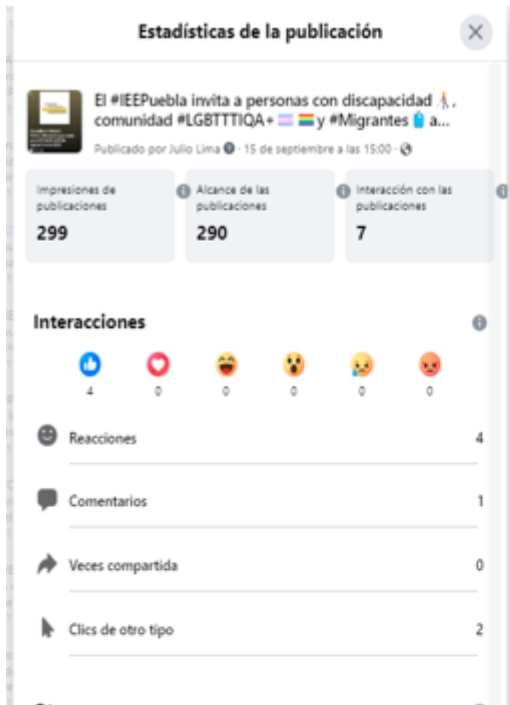 Estadísticas de la publicación
El #IEEPuebla invita a personas con discapacidad 👩‍🦯,
comunidad #LGBTTTIQA+ 🏳️‍⚧️ 🏳️‍🌈 y #Migrantes 🧳 a...
Publicado por Julio Lima · 15 de septiembre a las 15:00 ·
Impresiones de publicaciones
299
Alcance de las publicaciones
290
Interacción con las publicaciones
7
Interacciones
4 0 0 0 0 0
Reacciones 4
Comentarios 1
Veces compartida 0
Clics de otro tipo 2